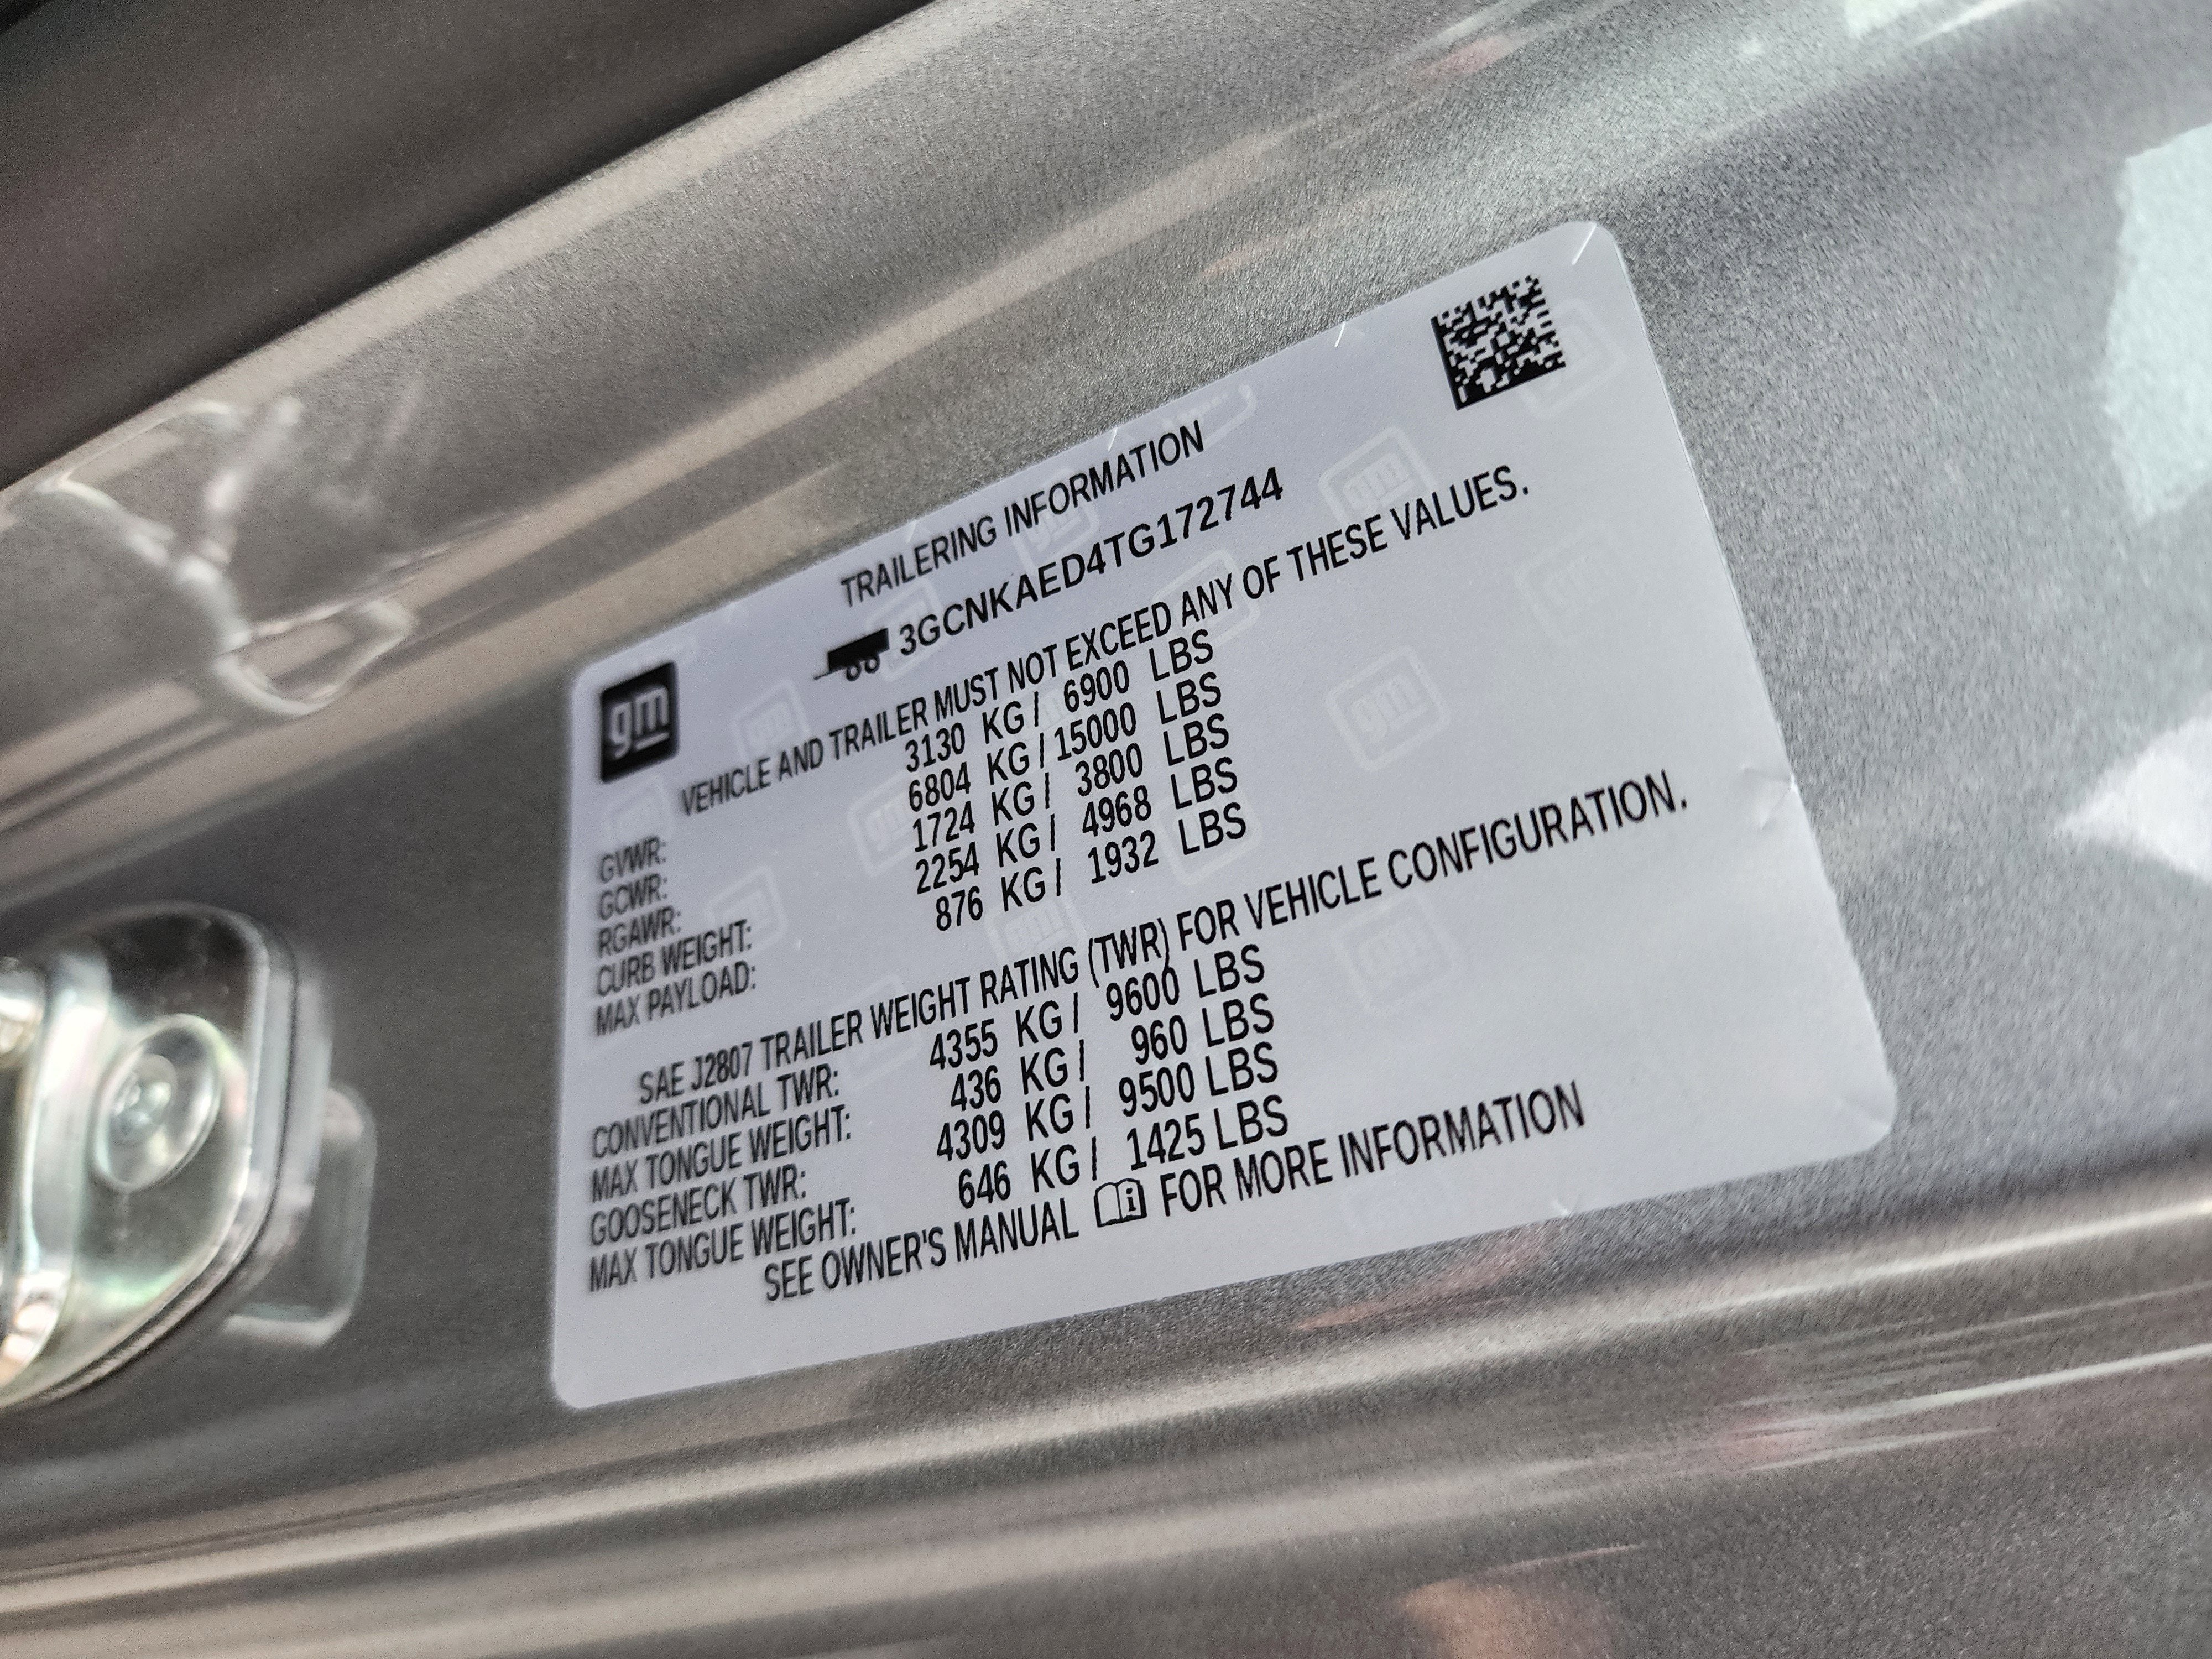 TRAILERING INFORMATION
3GCNKAED4TG172744
gm
VEHICLE AND TRAILER MUST NOT EXCEED ANY OF THESE VALUES.
GVWR: 3130 KG / 6900 LBS
GCWR: 6804 KG / 15000 LBS
RGAWR: 1724 KG / 3800 LBS
CURB WEIGHT: 2254 KG / 4968 LBS
MAX PAYLOAD: 876 KG / 1932 LBS
SAE J2807 TRAILER WEIGHT RATING (TWR) FOR VEHICLE CONFIGURATION.
CONVENTIONAL TWR: 4355 KG / 9600 LBS
MAX TONGUE WEIGHT: 436 KG / 960 LBS
GOOSENECK TWR: 4309 KG / 9500 LBS
MAX TONGUE WEIGHT: 646 KG / 1425 LBS
SEE OWNER'S MANUAL i FOR MORE INFORMATION